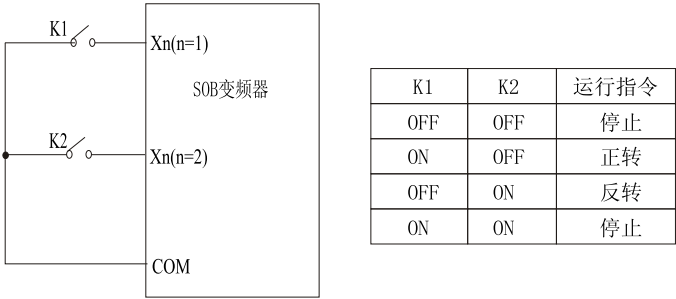 K1
Xn(n=1)
SOB变频器
K2
Xn(n=2)
COM
K1 K2 运行指令
OFF OFF 停止
ON OFF 正转
OFF ON 反转
ON ON 停止